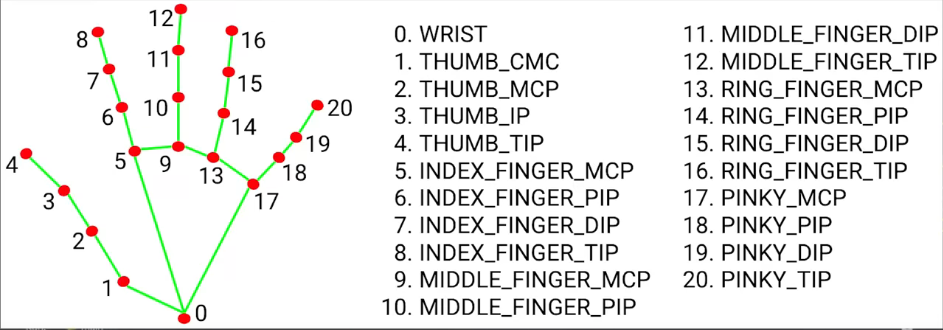 12
8
16
11
7
15
10
20
6
14
19
5
9
4
13
18
3
17
2
1
0
0. WRIST
1. THUMB_CMC
2. THUMB_MCP
3. THUMB_IP
4. THUMB_TIP
5. INDEX_FINGER_MCP
6. INDEX_FINGER_PIP
7. INDEX_FINGER_DIP
8. INDEX_FINGER_TIP
9. MIDDLE_FINGER_MCP
10. MIDDLE_FINGER_PIP
11. MIDDLE_FINGER_DIP
12. MIDDLE_FINGER_TIP
13. RING_FINGER_MCP
14. RING_FINGER_PIP
15. RING_FINGER_DIP
16. RING_FINGER_TIP
17. PINKY_MCP
18. PINKY_PIP
19. PINKY_DIP
20. PINKY_TIP